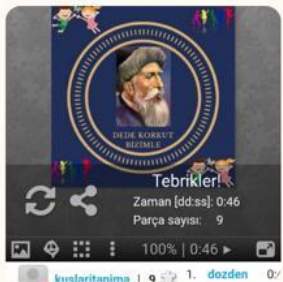 DEDE KORKUT
BİZİMLE
Tebrikler!
Zaman [dd:ss]: 0:46
Parça sayısı: 9
100% | 0:46
kuslaritanima | 9
1. dozden